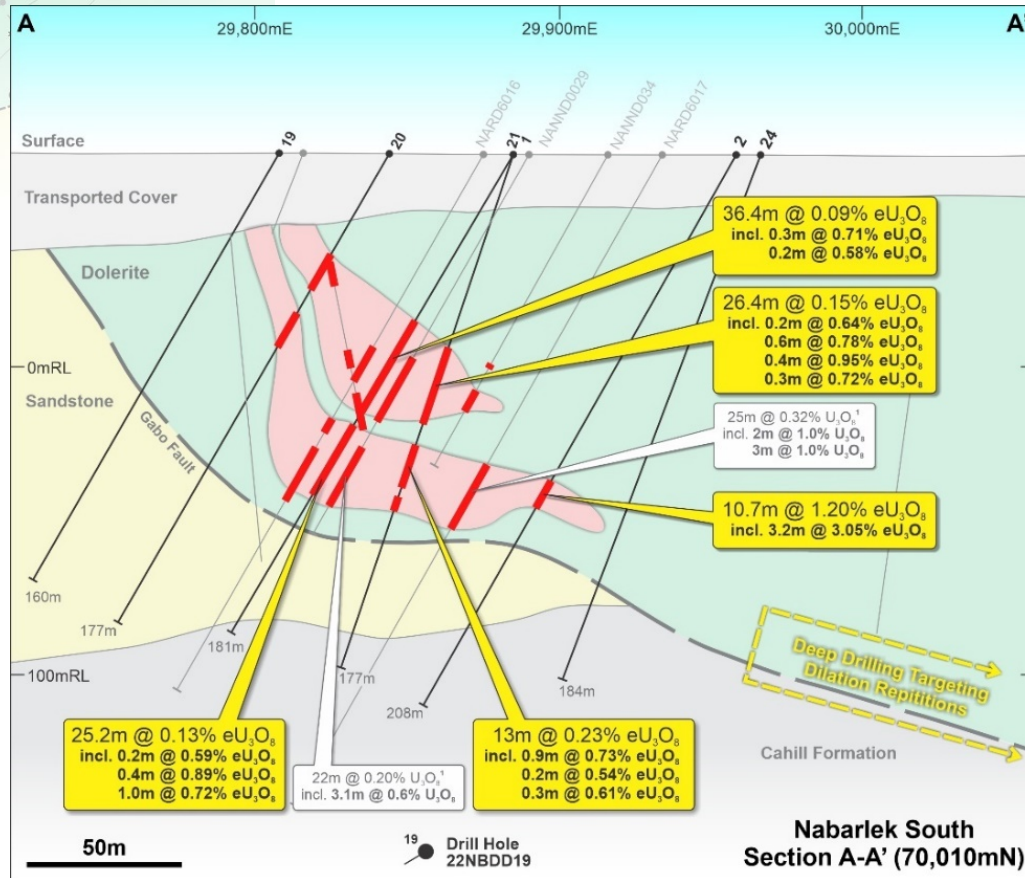 A
29,800mE
29,900mE
30,000mE
A'
Surface
19
20
NARD6016
21
1
NANND0029
NANND034
NARD6017
2
24
Transported Cover
Dolerite
0mRL
Sandstone
Gabo Fault
36.4m @ 0.09% eU₃O₈
incl. 0.3m @ 0.71% eU₃O₈
0.2m @ 0.58% eU₃O₈
26.4m @ 0.15% eU₃O₈
incl. 0.2m @ 0.64% eU₃O₈
0.6m @ 0.78% eU₃O₈
0.4m @ 0.95% eU₃O₈
0.3m @ 0.72% eU₃O₈
25m @ 0.32% U₃O₈¹
incl. 2m @ 1.0% U₃O₈
3m @ 1.0% U₃O₈
10.7m @ 1.20% eU₃O₈
incl. 3.2m @ 3.05% eU₃O₈
160m
177m
181m
177m
208m
184m
100mRL
Deep Drilling Targeting
Dilation Repititions
Cahill Formation
25.2m @ 0.13% eU₃O₈
incl. 0.2m @ 0.59% eU₃O₈
0.4m @ 0.89% eU₃O₈
1.0m @ 0.72% eU₃O₈
22m @ 0.20% U₃O₈¹
incl. 3.1m @ 0.6% U₃O₈
13m @ 0.23% eU₃O₈
incl. 0.9m @ 0.73% eU₃O₈
0.2m @ 0.54% eU₃O₈
0.3m @ 0.61% eU₃O₈
50m
19
Drill Hole
22NBDD19
Nabarlek South
Section A-A' (70,010mN)